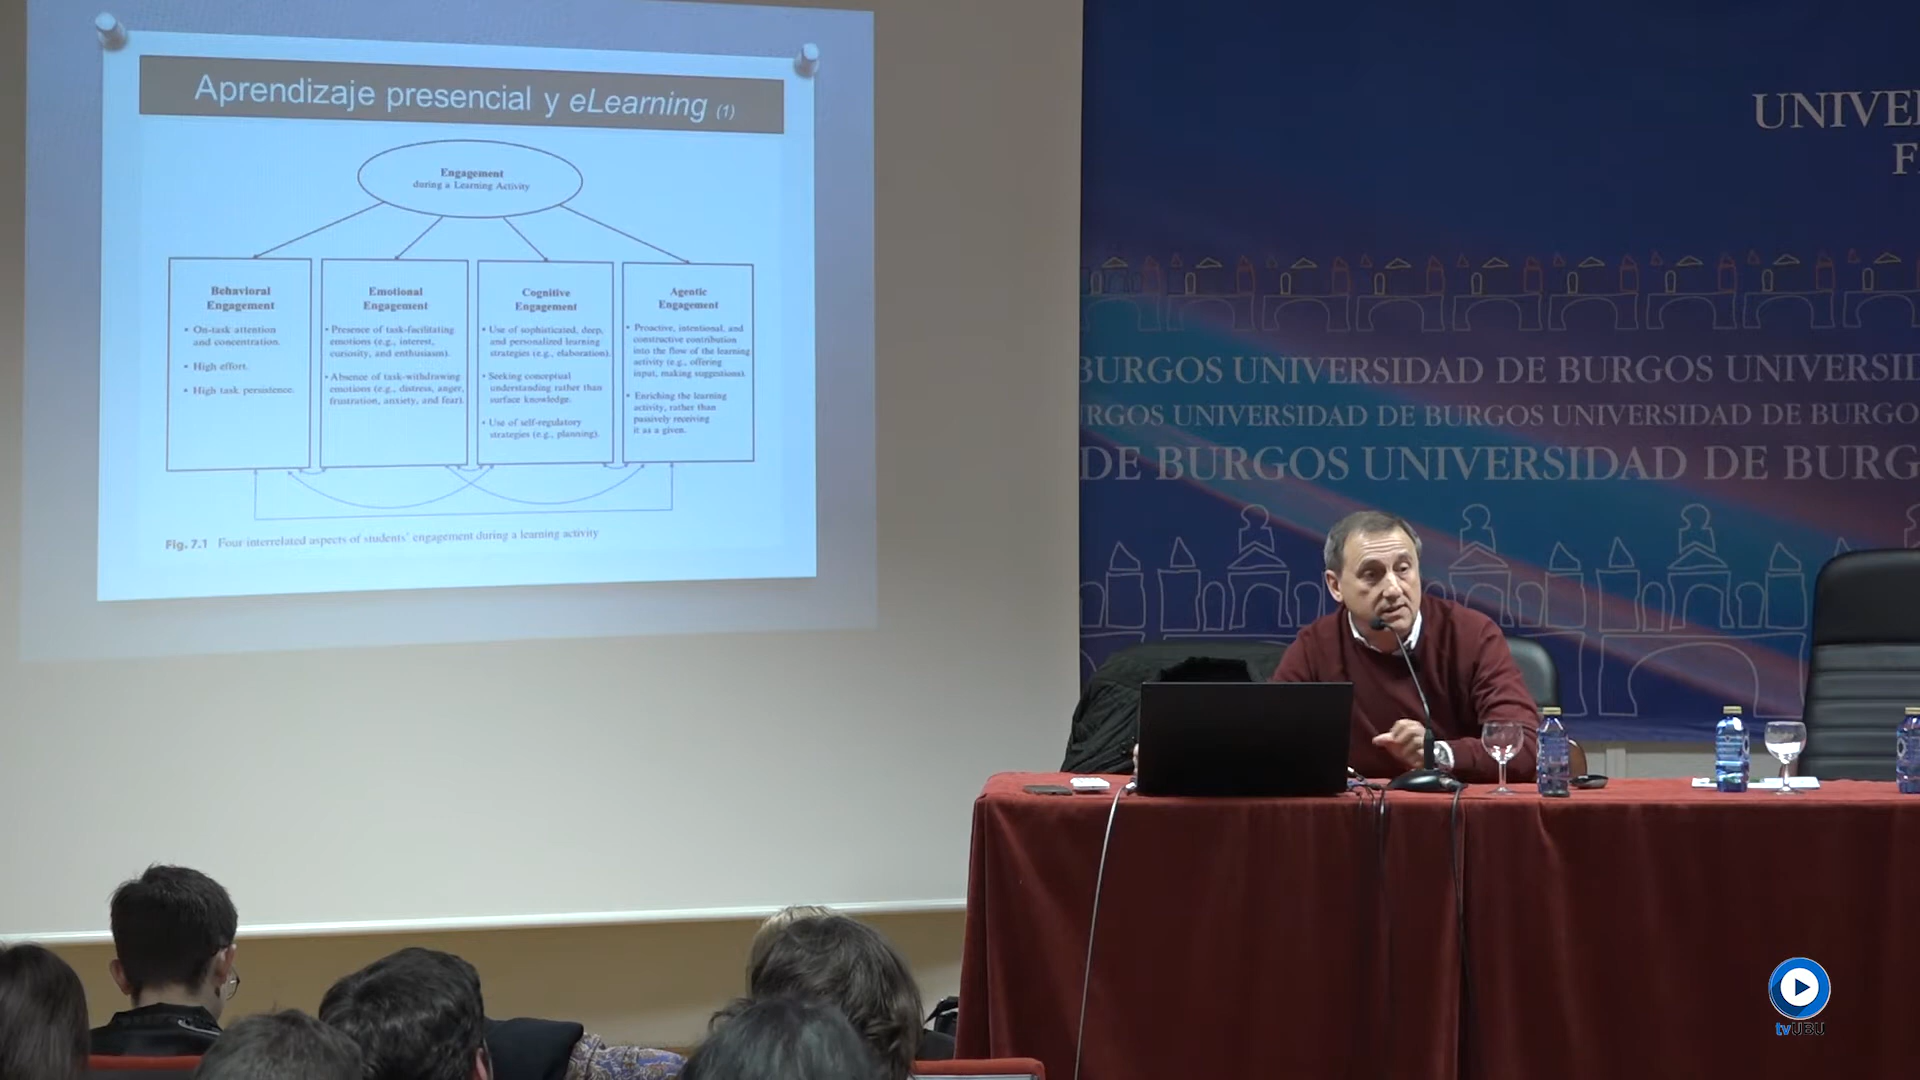 Aprendizaje presencial y eLearning (1)
Engagement
during a Learning Activity
Behavioral
Engagement
• On-task attention
and concentration.
• High effort.
• High task persistence.
Emotional
Engagement
• Presence of task-facilitating
emotions (e.g., interest,
curiosity, and enthusiasm).
• Absence of task-withdrawing
emotions (e.g., distress, anger,
frustration, anxiety, and fear).
Cognitive
Engagement
• Use of sophisticated, deep,
and personalized learning
strategies (e.g., elaboration).
• Seeking conceptual
understanding rather than
surface knowledge.
• Use of self-regulatory
strategies (e.g., planning).
Agentic
Engagement
• Proactive, intentional, and
constructive contribution
into the flow of the learning
activity (e.g., offering
input, making suggestions).
• Enriching the learning
activity, rather than
passively receiving
it as a given.
Fig. 7.1 Four interrelated aspects of students' engagement during a learning activity
UNIVE
F
BURGOS UNIVERSIDAD DE BURGOS UNIVERSI
RGOS UNIVERSIDAD DE BURGOS UNIVERSIDAD DE BURGO
DE BURGOS UNIVERSIDAD DE BURG
tvUBU